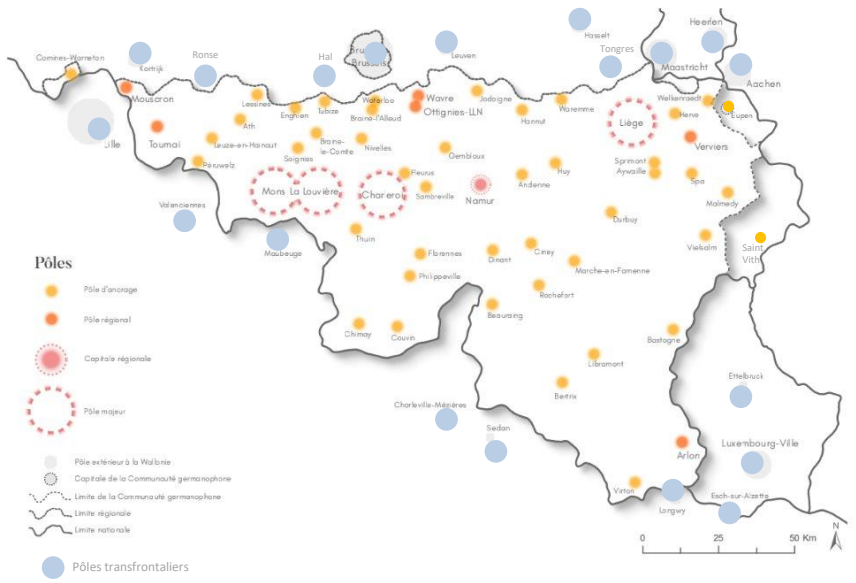 Comines-Warneton
Kortrijk
Ronse
Hal
Brussels
Leuven
Hasselt
Tongres
Heerlen
Maastricht
Aachen
Mouscron
Lille
Tournai
Lessines
Ath
Leuze-en-Hainaut
Péruwelz
Enghien
Tubize
Braine-
le-Comte
Soignies
Waterloo
Braine-l'Alleud
Nivelles
Wavre
Ottignies-LLN
Jodoigne
Hannut
Waremme
Gembloux
Liège
Welkenraedt
Herve
Eupen
Verviers
Sprimont
Aywaille
Spa
Malmedy
Mons
La Louvière
Charleroi
Fleurus
Sambreville
Namur
Andenne
Huy
Durbuy
Vielsalm
Saint
Vith
Valenciennes
Maubeuge
Thuin
Florennes
Philippeville
Dinant
Ciney
Marche-en-Famenne
Rochefort
Beauraing
Chimay
Couvin
Bastogne
Libramont
Bertrix
Charleville-Mézières
Sedan
Ettelbruck
Luxembourg-Ville
Arlon
Virton
Longwy
Esch-sur-Alzette
Pôles
Pôle d'ancrage
Pôle régional
Capitale régionale
Pôle majeur
Pôle extérieur à la Wallonie
Capitale de la Communauté germanophone
Limite de la Communauté germanophone
Limite régionale
Limite nationale
Pôles transfrontaliers
N
0 25 50 Km